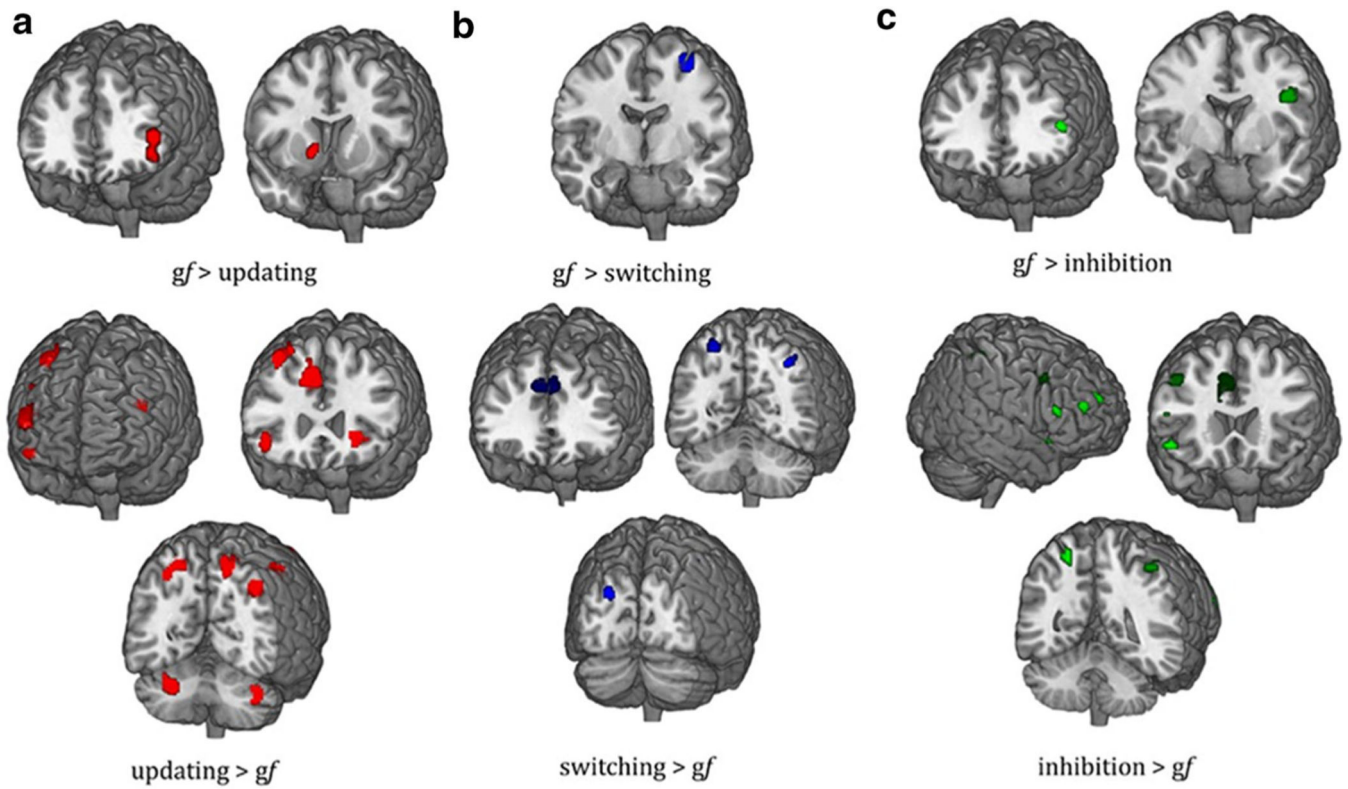 a
b
c
gf > updating
gf > switching
gf > inhibition
updating > gf
switching > gf
inhibition > gf